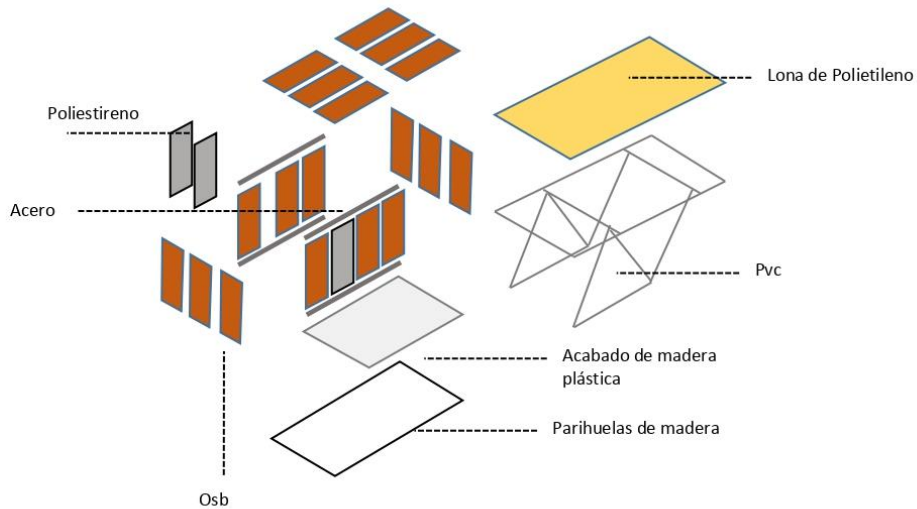 Lona de Polietileno
Poliestireno
Acero
Pvc
Acabado de madera
plástica
Parihuelas de madera
Osb